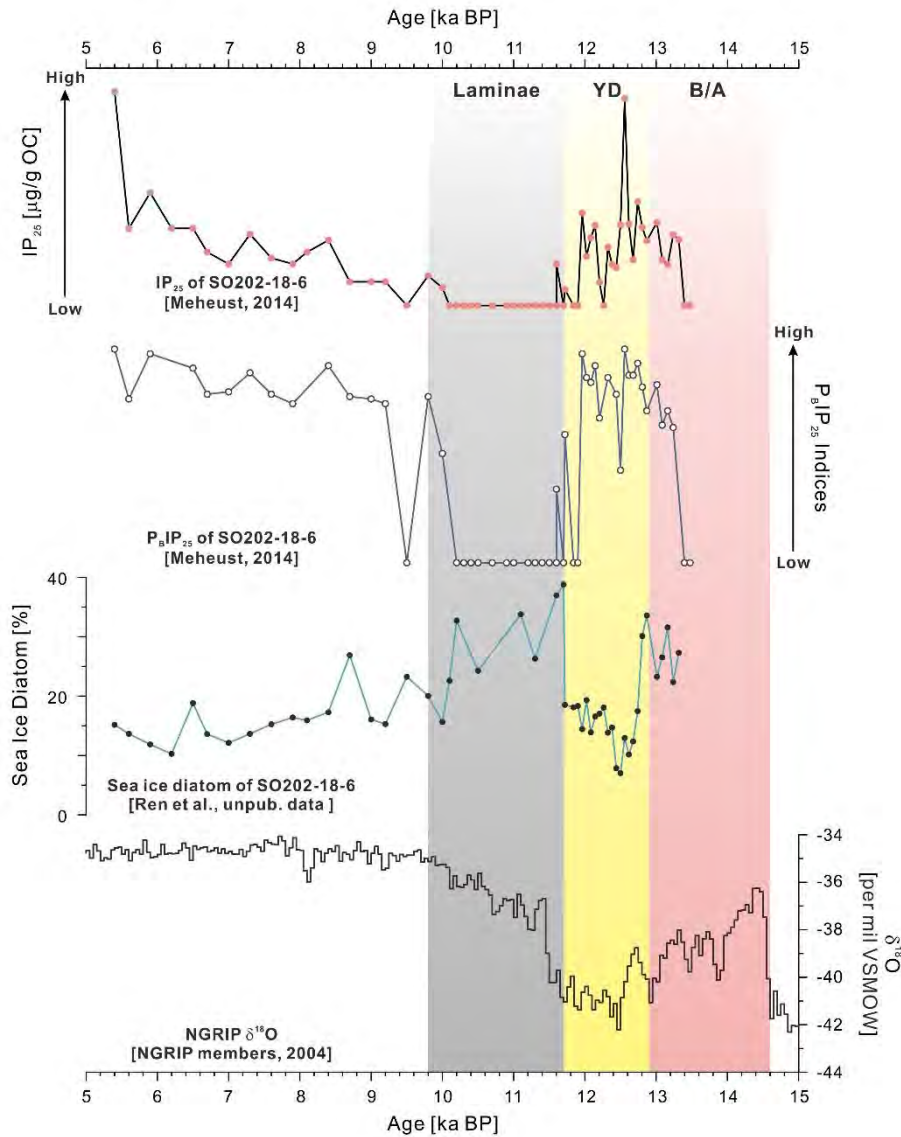 Age [ka BP]
5 6 7 8 9 10 11 12 13 14 15
High
Laminae YD B/A
IP₂₅ [µg/g OC]
Low
IP₂₅ of SO202-18-6
[Meheust, 2014]
High
PBIP₂₅ Indices
Low
PBIP₂₅ of SO202-18-6
[Meheust, 2014]
40
20
0
Sea Ice Diatom [%]
Sea ice diatom of SO202-18-6
[Ren et al., unpub. data ]
-34
-36
-38
-40
-42
-44
δ¹⁸O
[per mil VSMOW]
NGRIP δ¹⁸O
[NGRIP members, 2004]
5 6 7 8 9 10 11 12 13 14 15
Age [ka BP]